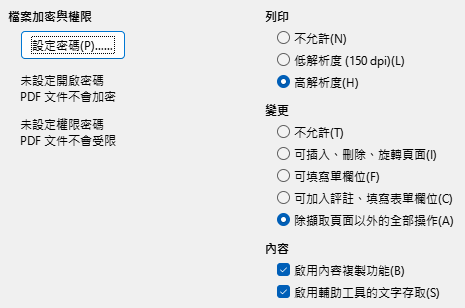 檔案加密與權限
設定密碼(P)......
未設定開啟密碼
PDF 文件不會加密
未設定權限密碼
PDF 文件不會受限
列印
不允許(N)
低解析度 (150 dpi)(L)
高解析度(H)
變更
不允許(T)
可插入、刪除、旋轉頁面(I)
可填寫單欄位(F)
可加入評註、填寫表單欄位(C)
除擷取頁面以外的全部操作(A)
內容
啟用內容複製功能(B)
啟用輔助工具的文字存取(S)